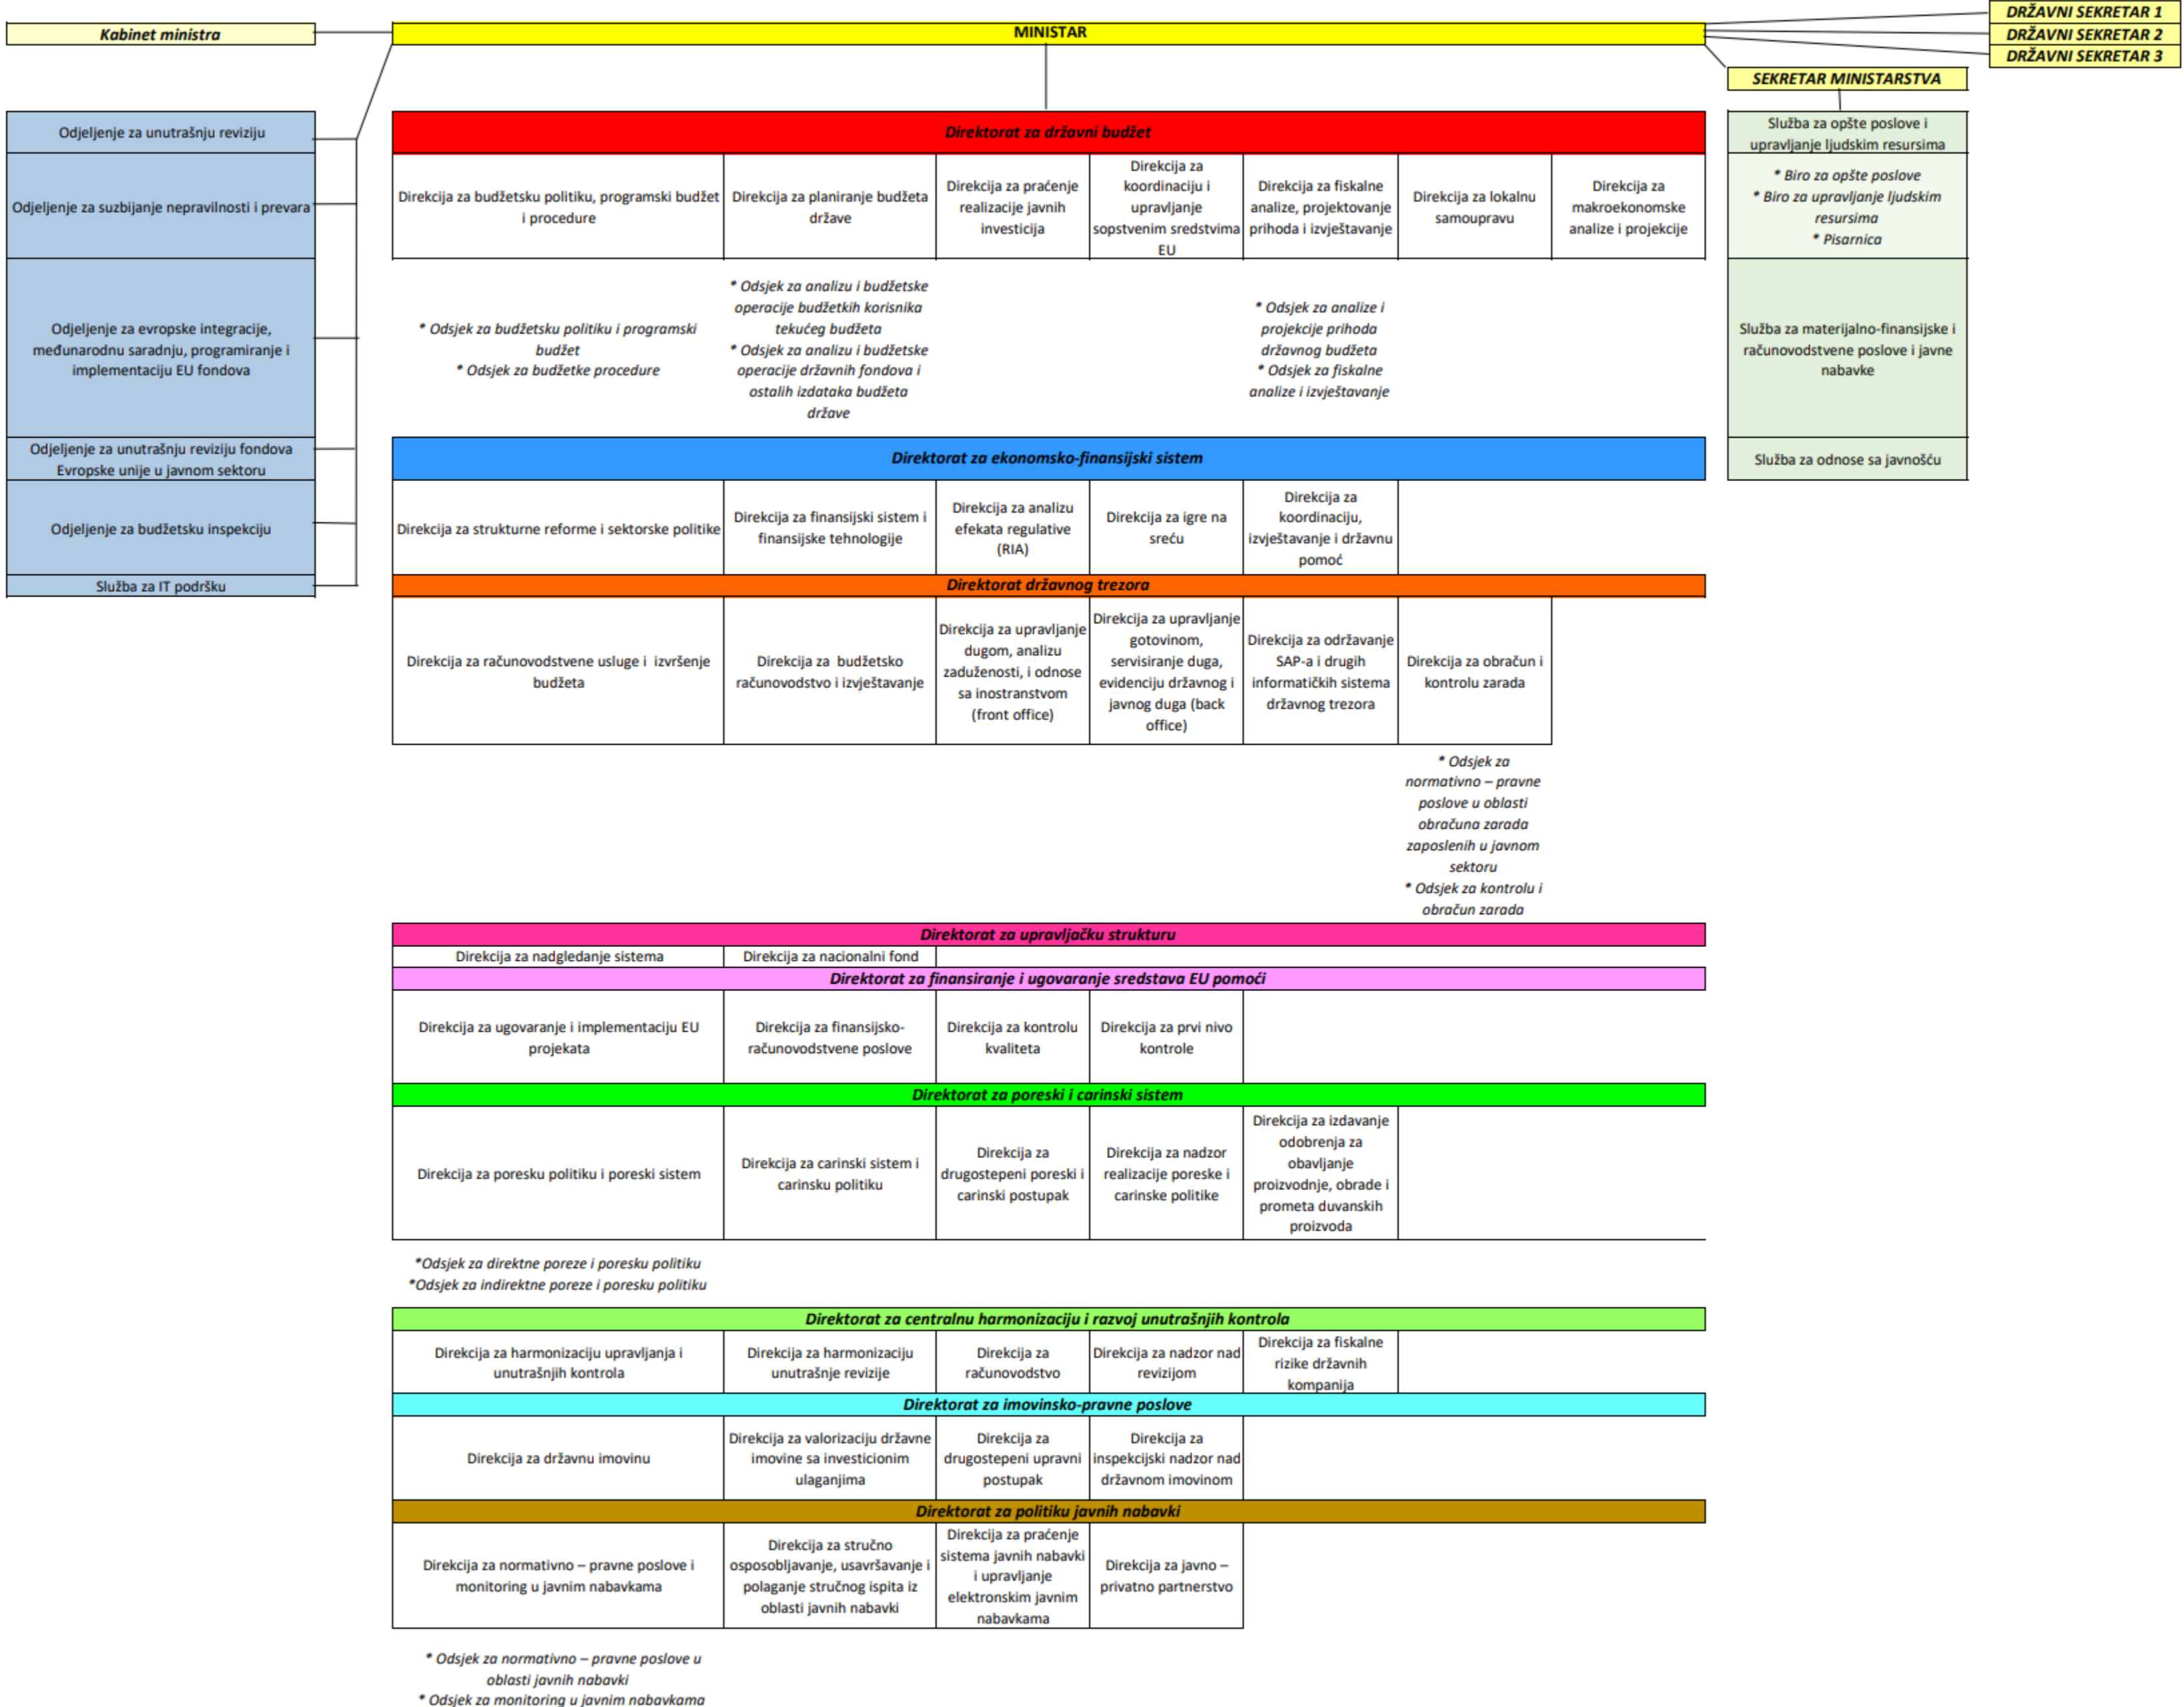 DRŽAVNI SEKRETAR 1
Kabinet ministra
MINISTAR
DRŽAVNI SEKRETAR 2
DRŽAVNI SEKRETAR 3
SEKRETAR MINISTARSTVA
Odjeljenje za unutrašnju reviziju
Odjeljenje za suzbijanje nepravilnosti i prevara
Odjeljenje za evropske integracije,
međunarodnu saradnju, programiranje i
implementaciju EU fondova
Odjeljenje za unutrašnju reviziju fondova
Evropske unije u javnom sektoru
Odjeljenje za budžetsku inspekciju
Služba za IT podršku
Direktorat za državni budžet
Direkcija za budžetsku politiku, programski budžet
i procedure
Direkcija za planiranje budžeta
države
Direkcija za praćenje
realizacije javnih
investicija
Direkcija za
koordinaciju i
upravljanje
sopstvenim sredstvima
EU
Direkcija za fiskalne
analize, projektovanje
prihoda i izvještavanje
Direkcija za lokalnu
samoupravu
Direkcija za
makroekonomske
analize i projekcije
* Odsjek za budžetsku politiku i programski
budžet
* Odsjek za budžetke procedure
* Odsjek za analizu i budžetske
operacije budžetkih korisnika
tekućeg budžeta
* Odsjek za analizu i budžetske
operacije državnih fondova i
ostalih izdataka budžeta
države
* Odsjek za analize i
projekcije prihoda
državnog budžeta
* Odsjek za fiskalne
analize i izvještavanje
Direktorat za ekonomsko-finansijski sistem
Direkcija za strukturne reforme i sektorske politike
Direkcija za finansijski sistem i
finansijske tehnologije
Direkcija za analizu
efekata regulative
(RIA)
Direkcija za igre na
sreću
Direkcija za
koordinaciju,
izvještavanje i državnu
pomoć
Direktorat državnog trezora
Direkcija za računovodstvene usluge i izvršenje
budžeta
Direkcija za budžetsko
računovodstvo i izvještavanje
Direkcija za upravljanje
dugom, analizu
zaduženosti, i odnose
sa inostranstvom
(front office)
Direkcija za upravljanje
gotovinom,
servisiranje duga,
evidenciju državnog i
javnog duga (back
office)
Direkcija za održavanje
SAP-a i drugih
informatičkih sistema
državnog trezora
Direkcija za obračun i
kontrolu zarada
* Odsjek za
normativno – pravne
poslove u oblasti
obračuna zarada
zaposlenih u javnom
sektoru
* Odsjek za kontrolu i
obračun zarada
Direktorat za upravljačku strukturu
Direkcija za nadgledanje sistema
Direkcija za nacionalni fond
Direktorat za finansiranje i ugovaranje sredstava EU pomoći
Direkcija za ugovaranje i implementaciju EU
projekata
Direkcija za finansijsko-
računovodstvene poslove
Direkcija za kontrolu
kvaliteta
Direkcija za prvi nivo
kontrole
Direktorat za poreski i carinski sistem
Direkcija za poresku politiku i poreski sistem
Direkcija za carinski sistem i
carinsku politiku
Direkcija za
drugostepeni poreski i
carinski postupak
Direkcija za nadzor
realizacije poreske i
carinske politike
Direkcija za izdavanje
odobrenja za
obavljanje
proizvodnje, obrade i
prometa duvanskih
proizvoda
*Odsjek za direktne poreze i poresku politiku
*Odsjek za indirektne poreze i poresku politiku
Direktorat za centralnu harmonizaciju i razvoj unutrašnjih kontrola
Direkcija za harmonizaciju upravljanja i
unutrašnjih kontrola
Direkcija za harmonizaciju
unutrašnje revizije
Direkcija za
računovodstvo
Direkcija za nadzor nad
revizijom
Direkcija za fiskalne
rizike državnih
kompanija
Direktorat za imovinsko-pravne poslove
Direkcija za državnu imovinu
Direkcija za valorizaciju državne
imovine sa investicionim
ulaganjima
Direkcija za
drugostepeni upravni
postupak
Direkcija za
inspekcijski nadzor nad
državnom imovinom
Direktorat za politiku javnih nabavki
Direkcija za normativno – pravne poslove i
monitoring u javnim nabavkama
Direkcija za stručno
osposobljavanje, usavršavanje i
polaganje stručnog ispita iz
oblasti javnih nabavki
Direkcija za praćenje
sistema javnih nabavki
i upravljanje
elektronskim javnim
nabavkama
Direkcija za javno –
privatno partnerstvo
* Odsjek za normativno – pravne poslove u
oblasti javnih nabavki
* Odsjek za monitoring u javnim nabavkama
Služba za opšte poslove i
upravljanje ljudskim resursima
* Biro za opšte poslove
* Biro za upravljanje ljudskim
resursima
* Pisarnica
Služba za materijalno-finansijske i
računovodstvene poslove i javne
nabavke
Služba za odnose sa javnošću